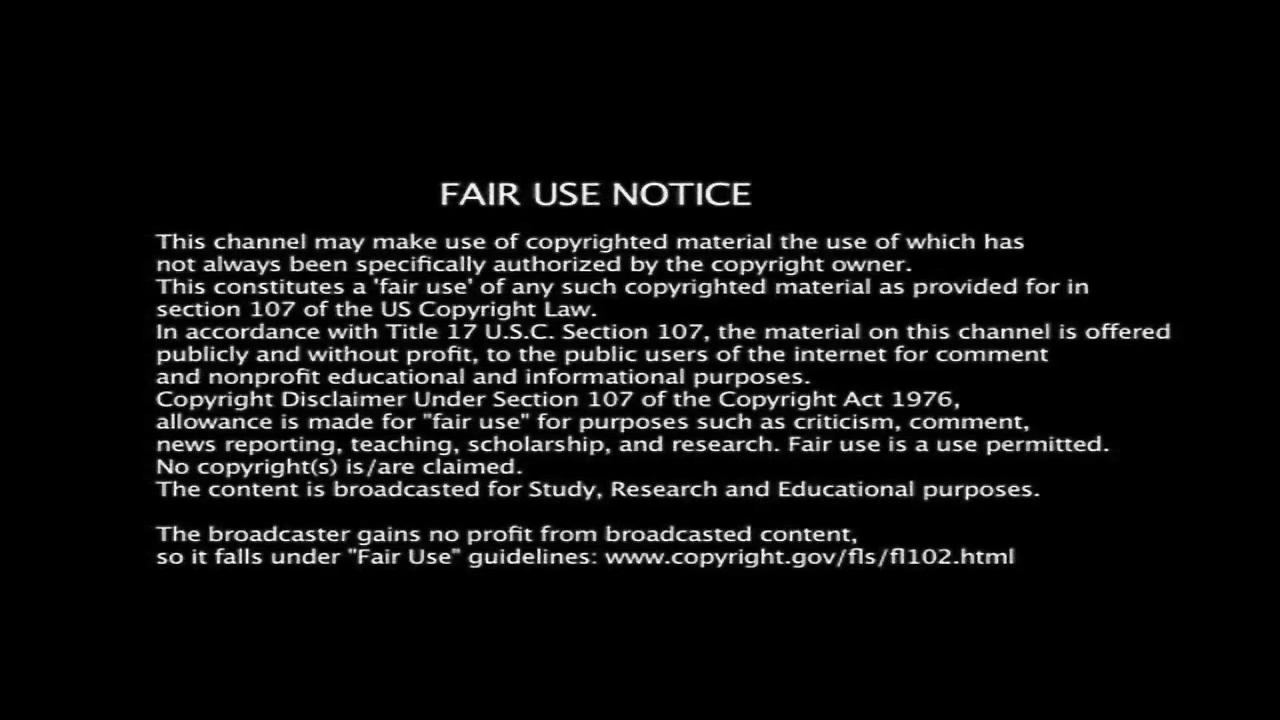 FAIR USE NOTICE
This channel may make use of copyrighted material the use of which has
not always been specifically authorized by the copyright owner.
This constitutes a 'fair use' of any such copyrighted material as provided for in
section 107 of the US Copyright Law.
In accordance with Title 17 U.S.C. Section 107, the material on this channel is offered
publicly and without profit, to the public users of the internet for comment
and nonprofit educational and informational purposes.
Copyright Disclaimer Under Section 107 of the Copyright Act 1976,
allowance is made for "fair use" for purposes such as criticism, comment,
news reporting, teaching, scholarship, and research. Fair use is a use permitted.
No copyright(s) is/are claimed.
The content is broadcasted for Study, Research and Educational purposes.
The broadcaster gains no profit from broadcasted content,
so it falls under "Fair Use" guidelines: www.copyright.gov/fls/fl102.html